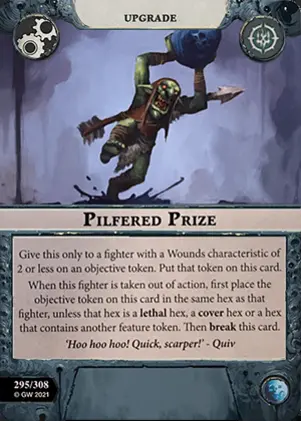 UPGRADE
PILFERED PRIZE
Give this only to a fighter with a Wounds characteristic of
2 or less on an objective token. Put that token on this card.
When this fighter is taken out of action, first place the
objective token on this card in the same hex as that
fighter, unless that hex is a lethal hex, a cover hex or a hex
that contains another feature token. Then break this card.
'Hoo hoo hoo! Quick, scarper!' - Quiv
295/308
© GW 2021